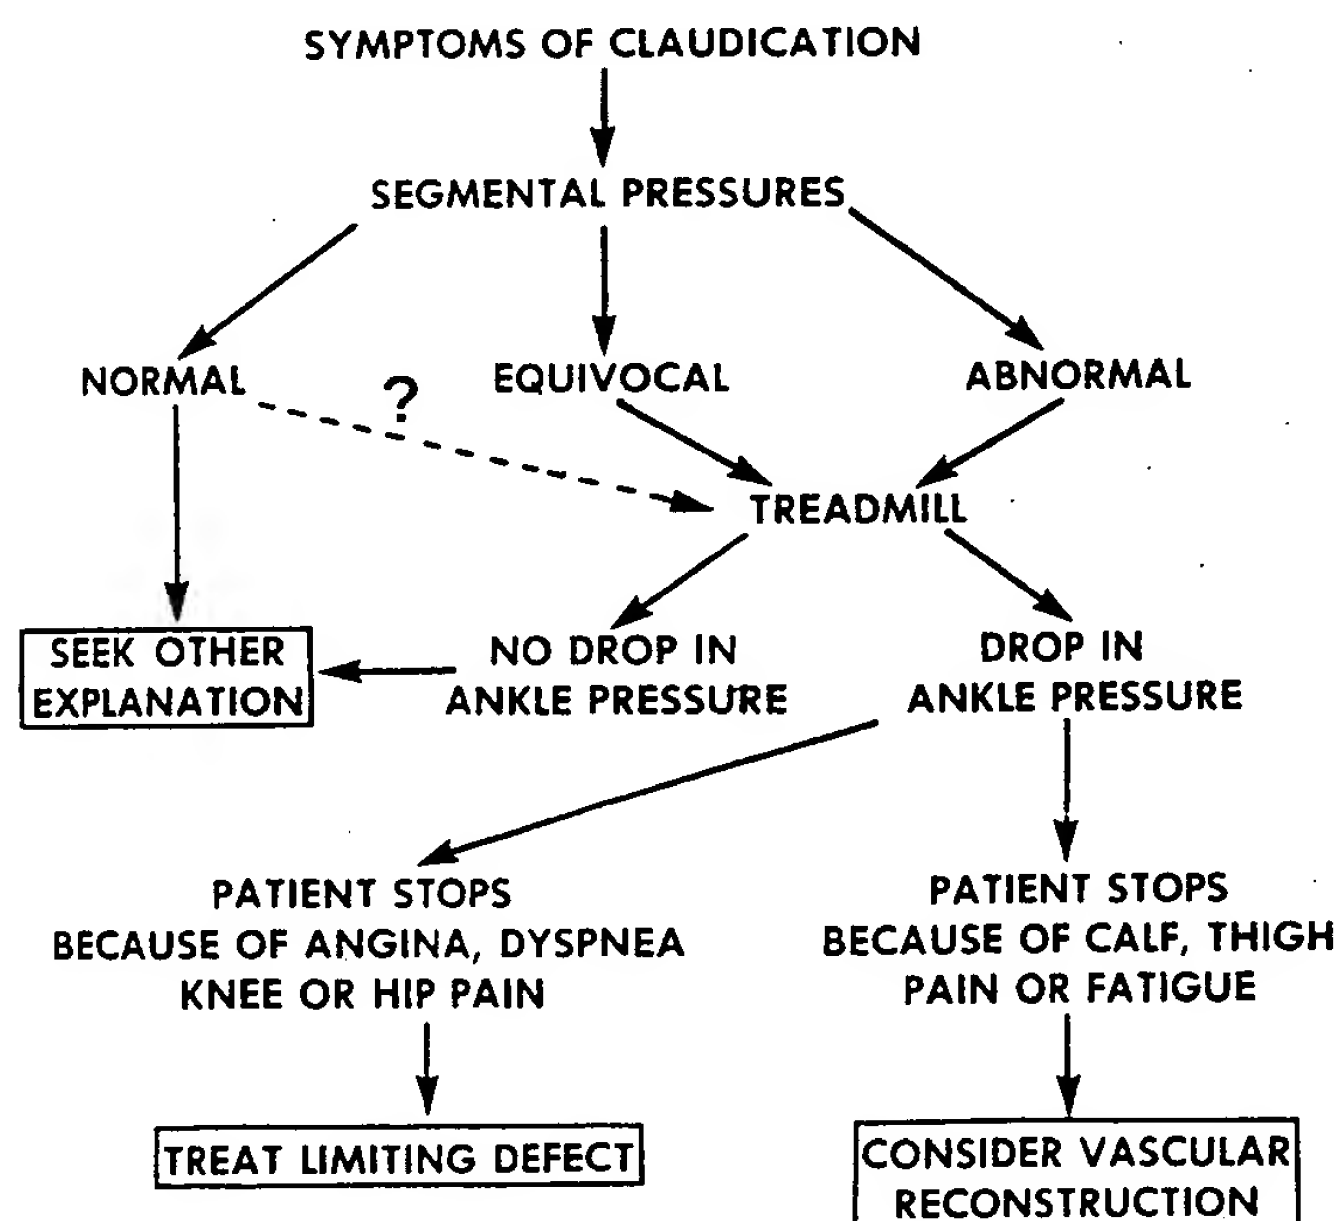 SYMPTOMS OF CLAUDICATION
SEGMENTAL PRESSURES
NORMAL
?
EQUIVOCAL
ABNORMAL
TREADMILL
SEEK OTHER
EXPLANATION
NO DROP IN
ANKLE PRESSURE
DROP IN
ANKLE PRESSURE
PATIENT STOPS
BECAUSE OF ANGINA, DYSPNEA
KNEE OR HIP PAIN
PATIENT STOPS
BECAUSE OF CALF, THIGH
PAIN OR FATIGUE
TREAT LIMITING DEFECT
CONSIDER VASCULAR
RECONSTRUCTION